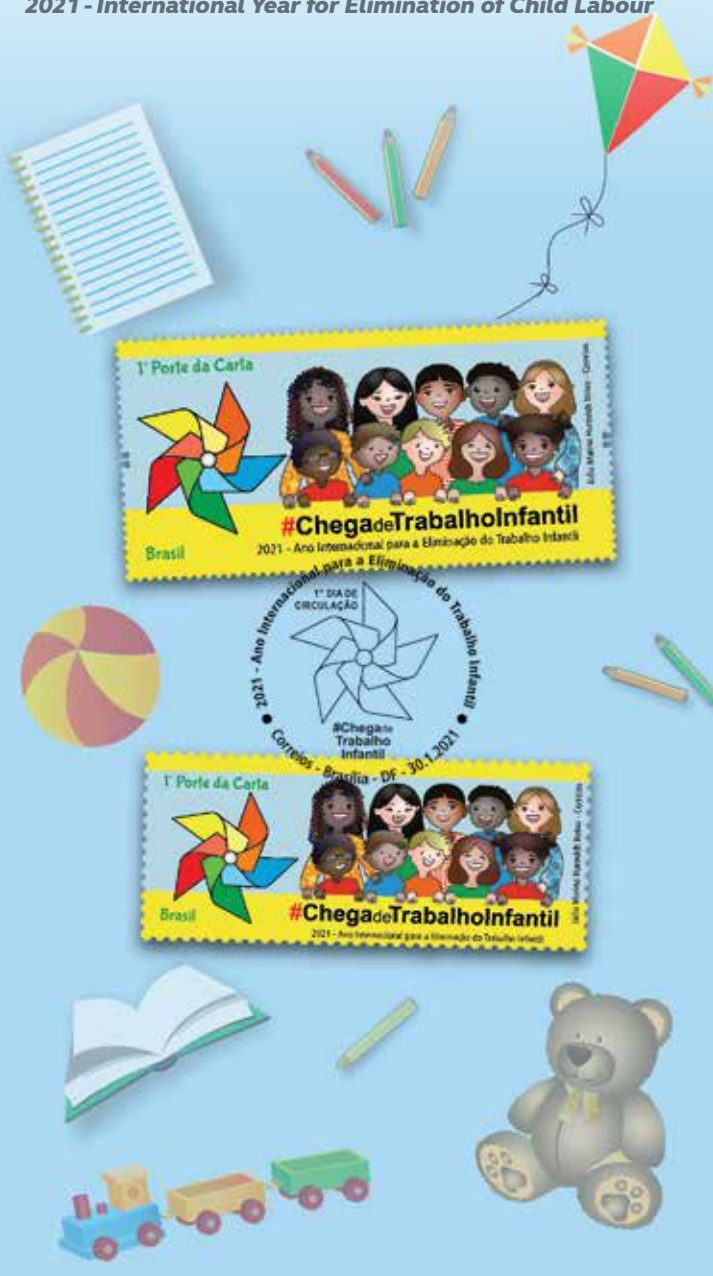 2021 - International Year for Elimination of Child Labour
1º Porte da Carta
#ChegadeTrabalhoInfantil
Brasil
2021 - Ano Internacional para a Eliminação do Trabalho Infantil
Correios
2021 - Ano Internacional para a Eliminação do Trabalho Infantil
1º DIA DE
CIRCULAÇÃO
#Chegade
Trabalho
Infantil
Correios - Brasília - DF - 30.1.2021
1º Porte da Carta
Brasil
#ChegadeTrabalhoInfantil
2021 - Ano Internacional para a Eliminação do Trabalho Infantil
Correios